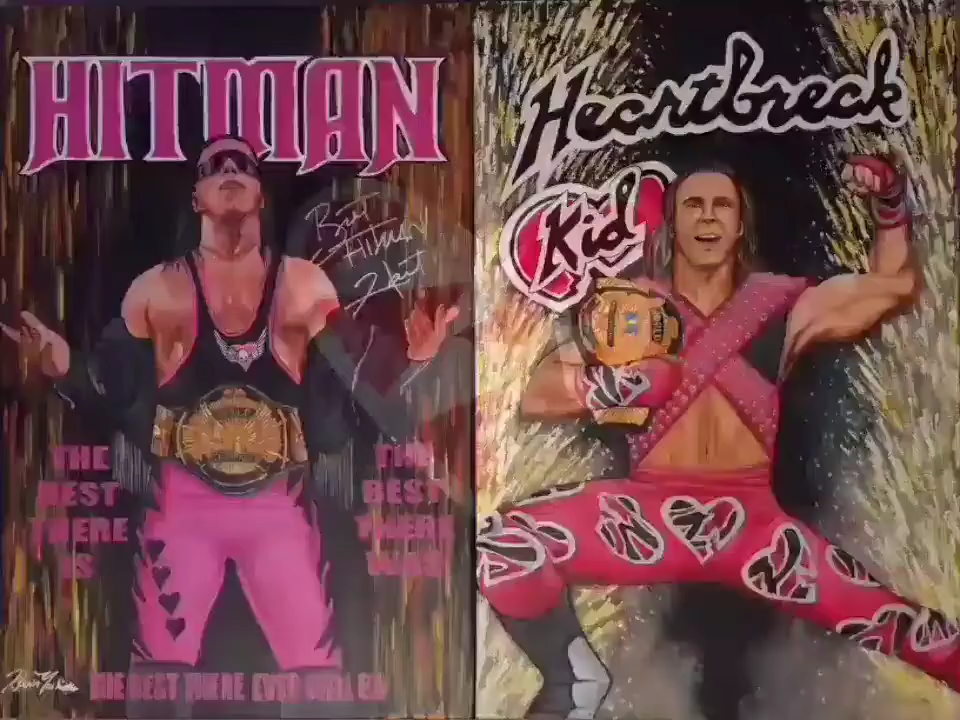 HITMAN
Bret
Hitman
Hart
THE
BEST
THERE
IS
THE
BEST
THERE
WAS
THE BEST THERE EVER WILL BE
Heartbreak
Kid